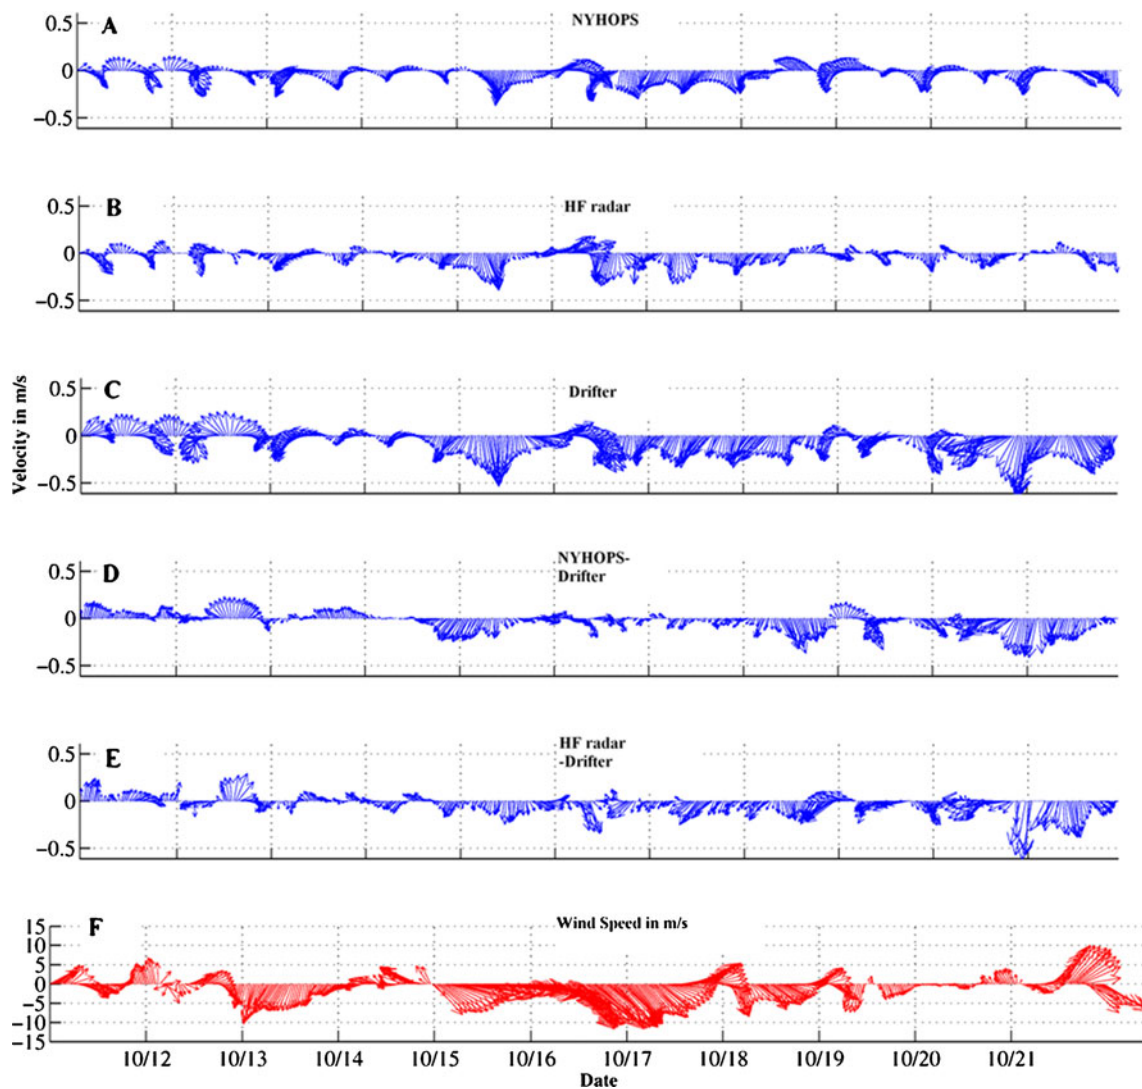 A
NYHOPS
0.5
0
−0.5
B
HF radar
0.5
0
−0.5
Velocity in m/s
C
Drifter
0.5
0
−0.5
D
NYHOPS-
Drifter
0.5
0
−0.5
E
HF radar
-Drifter
0.5
0
−0.5
F
Wind Speed in m/s
15
10
5
0
−5
−10
−15
10/12 10/13 10/14 10/15 10/16 10/17 10/18 10/19 10/20 10/21
Date